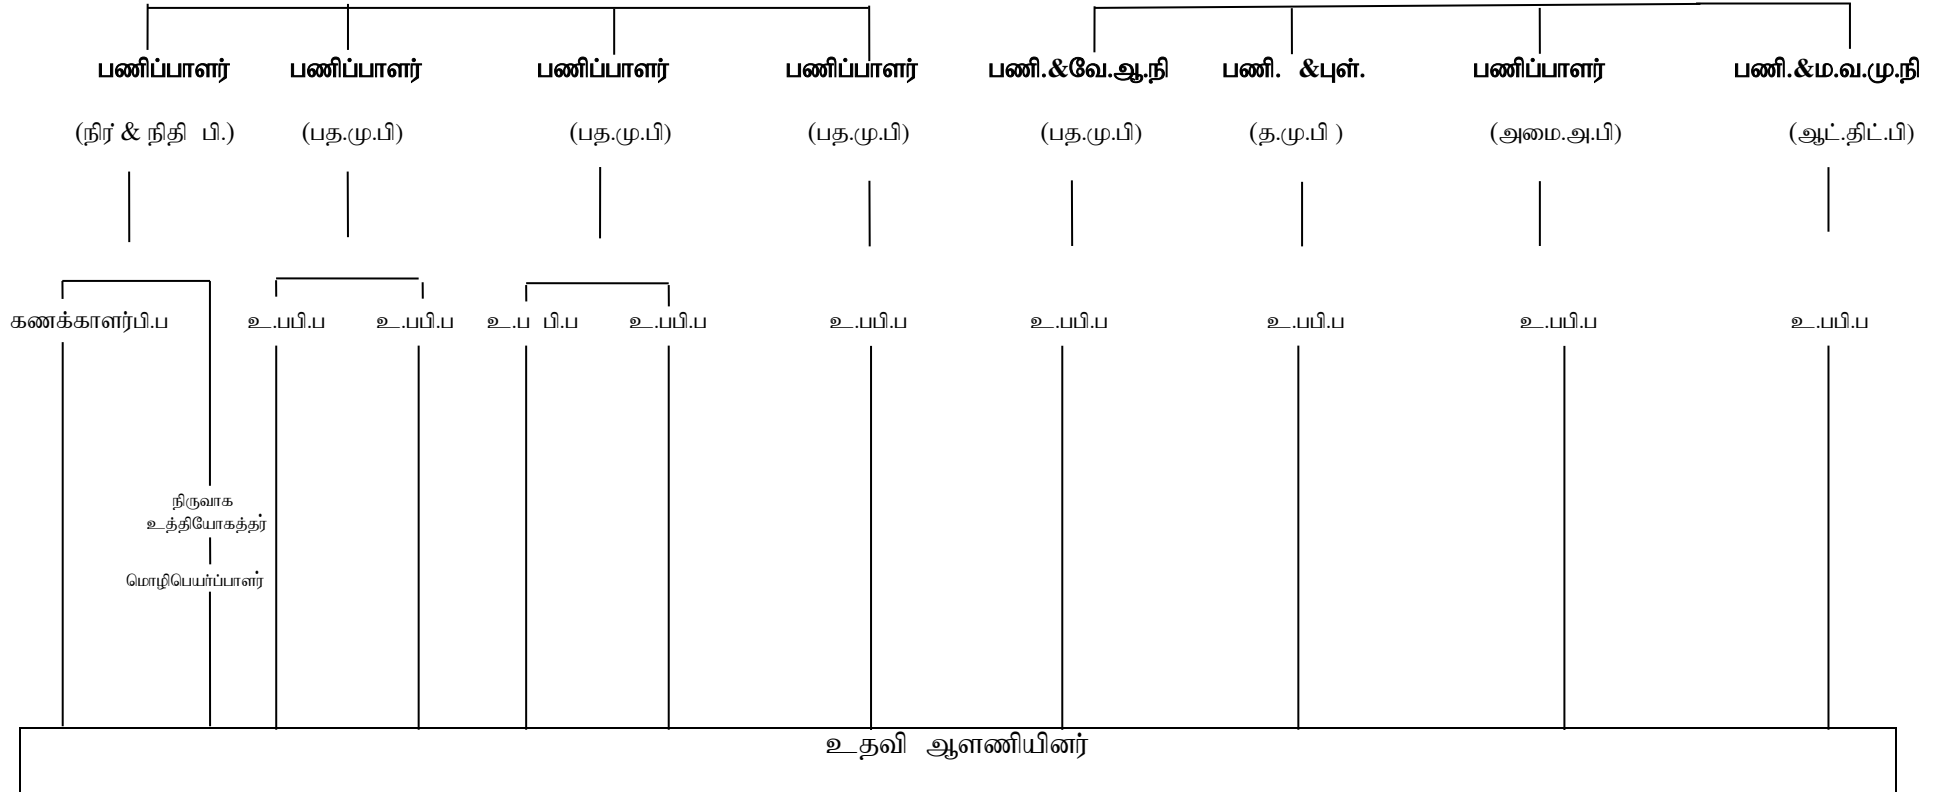 பணிப்பாளர் பணிப்பாளர் பணிப்பாளர் பணிப்பாளர் பணி.&வே.ஆ.நி பணி. &புள். பணிப்பாளர் பணி.&ம.வ.மு.நி
(நிர் & நிதி பி.) (பத.மு.பி) (பத.மு.பி) (பத.மு.பி) (பத.மு.பி) (த.மு.பி ) (அமை.அ.பி) (ஆட்.திட்.பி)
கணக்காளர்பி.ப உ.பபி.ப உ.பபி.ப உ.ப பி.ப உ.பபி.ப உ.பபி.ப உ.பபி.ப உ.பபி.ப உ.பபி.ப உ.பபி.ப
நிருவாக
உத்தியோகத்தர்
மொழிபெயர்ப்பாளர்
உதவி ஆளணியினர்